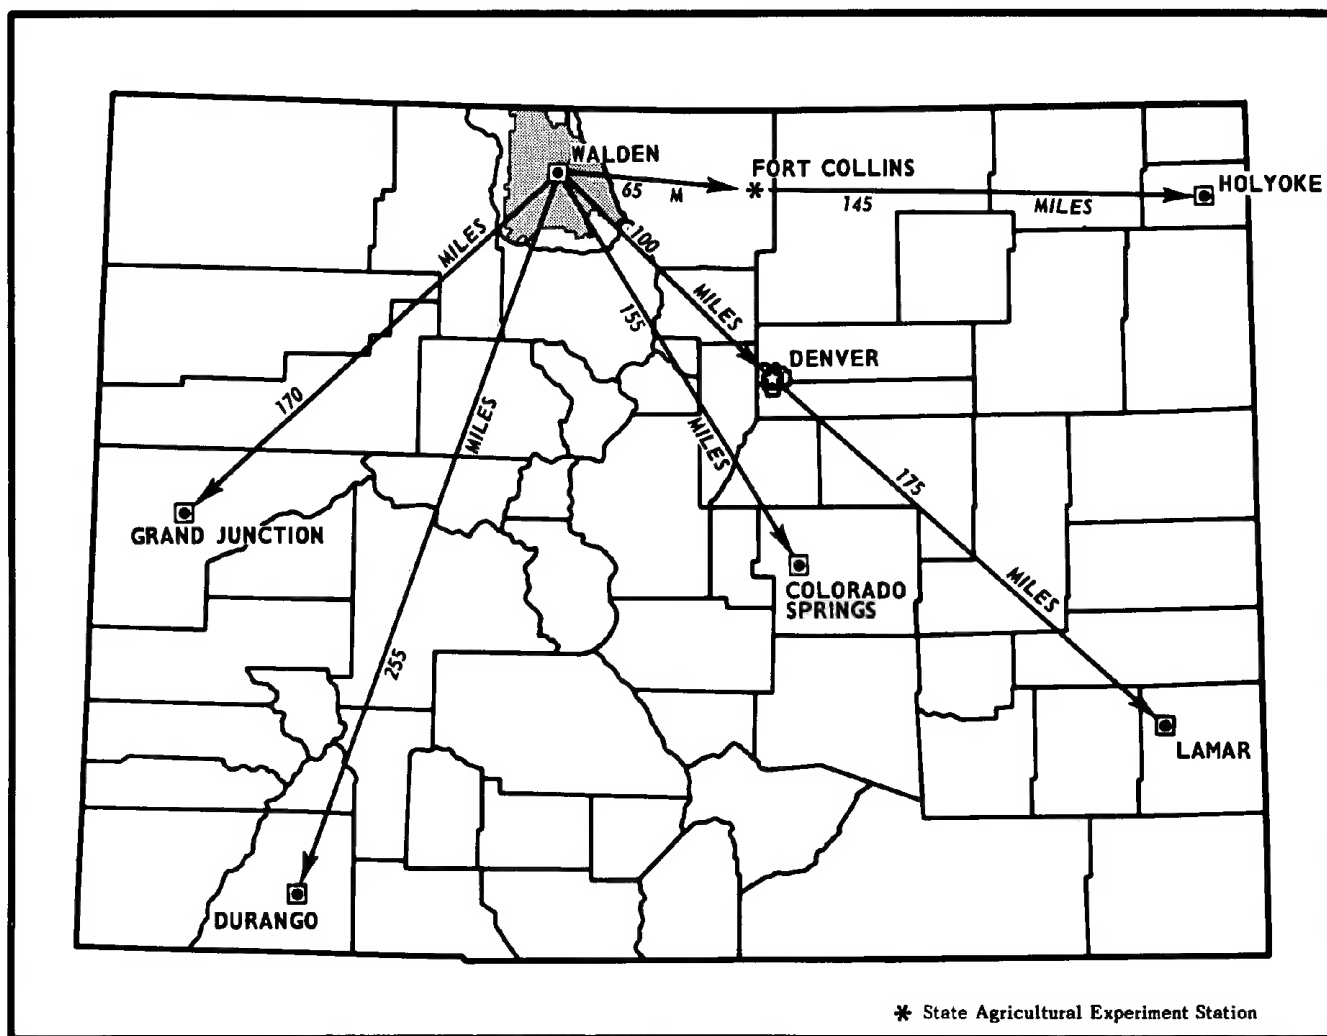 WALDEN
65 M
FORT COLLINS
145 MILES
HOLYOKE
MILES
170
GRAND JUNCTION
100
MILES
DENVER
155
MILES
COLORADO
SPRINGS
175
MILES
LAMAR
MILES
255
DURANGO
* State Agricultural Experiment Station